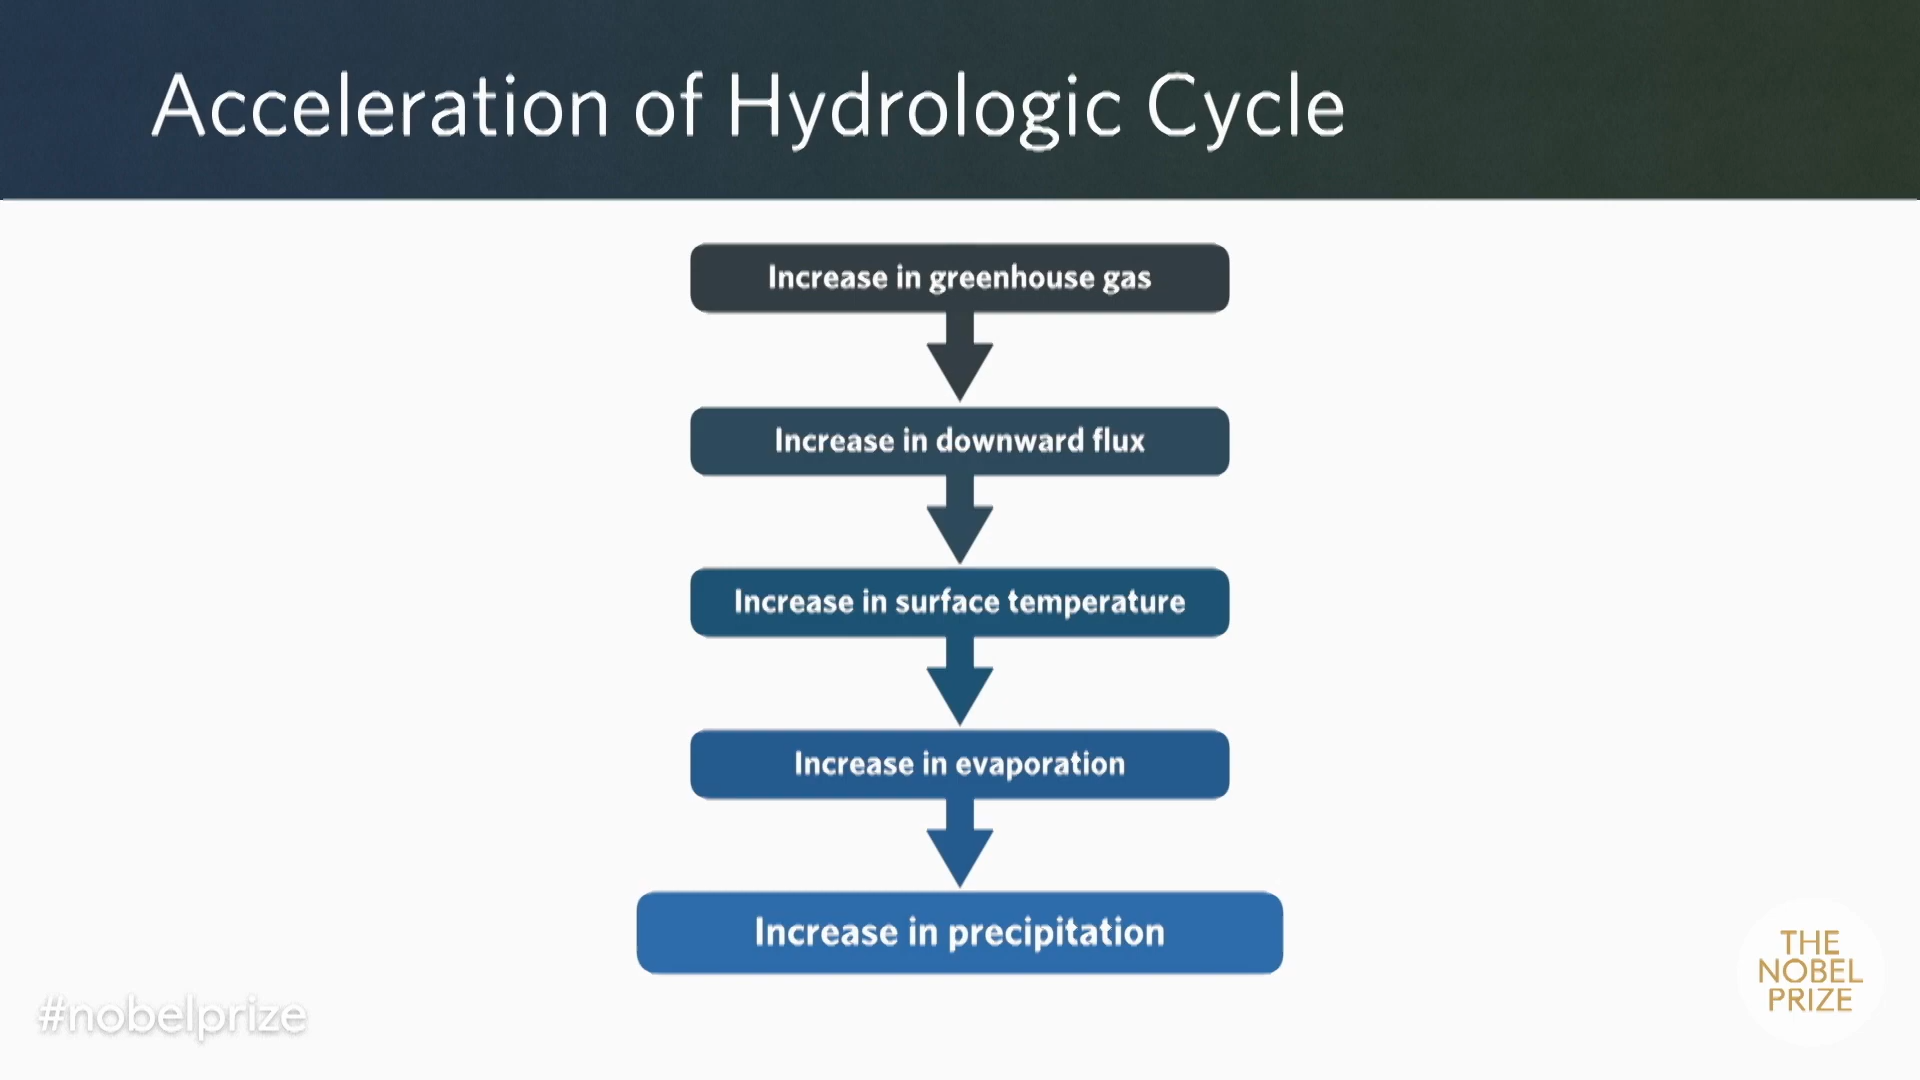 Acceleration of Hydrologic Cycle
Increase in greenhouse gas
Increase in downward flux
Increase in surface temperature
Increase in evaporation
Increase in precipitation
#nobelprize
THE
NOBEL
PRIZE